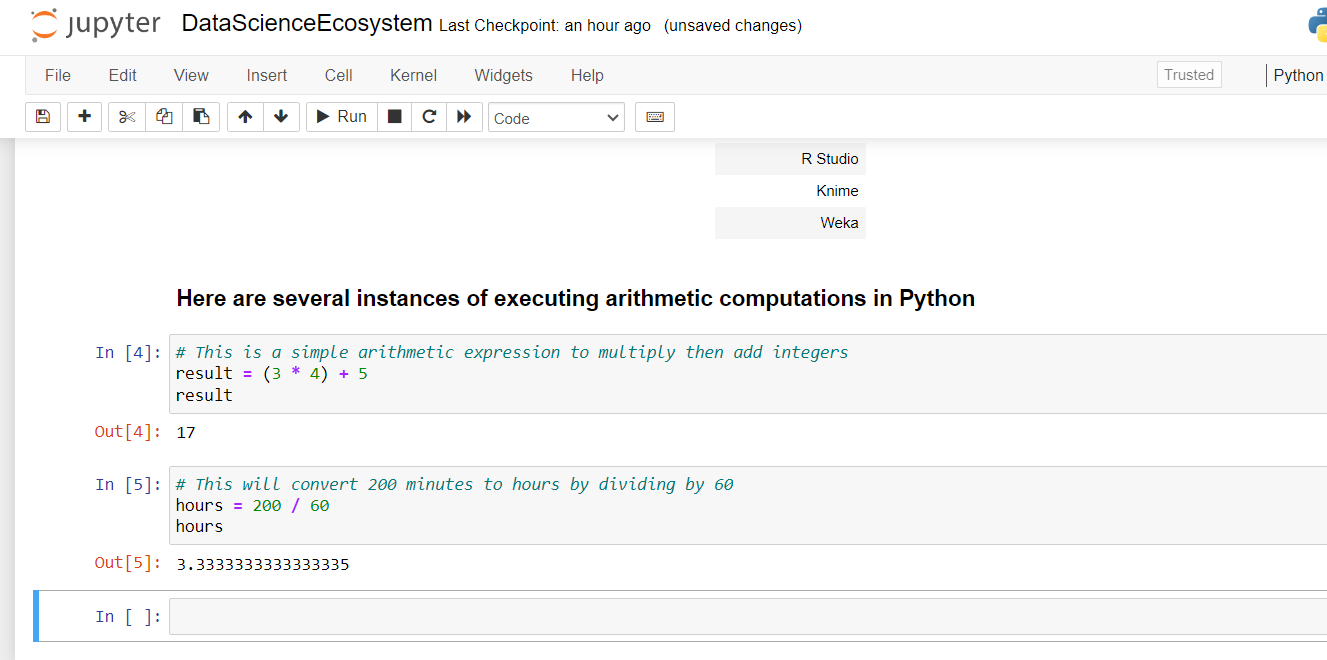 jupyter DataScienceEcosystem Last Checkpoint: an hour ago (unsaved changes)
File Edit View Insert Cell Kernel Widgets Help Trusted Python
Run Code
R Studio
Knime
Weka
Here are several instances of executing arithmetic computations in Python
In [4]: # This is a simple arithmetic expression to multiply then add integers
result = (3 * 4) + 5
result
Out[4]: 17
In [5]: # This will convert 200 minutes to hours by dividing by 60
hours = 200 / 60
hours
Out[5]: 3.3333333333333335
In [ ]: